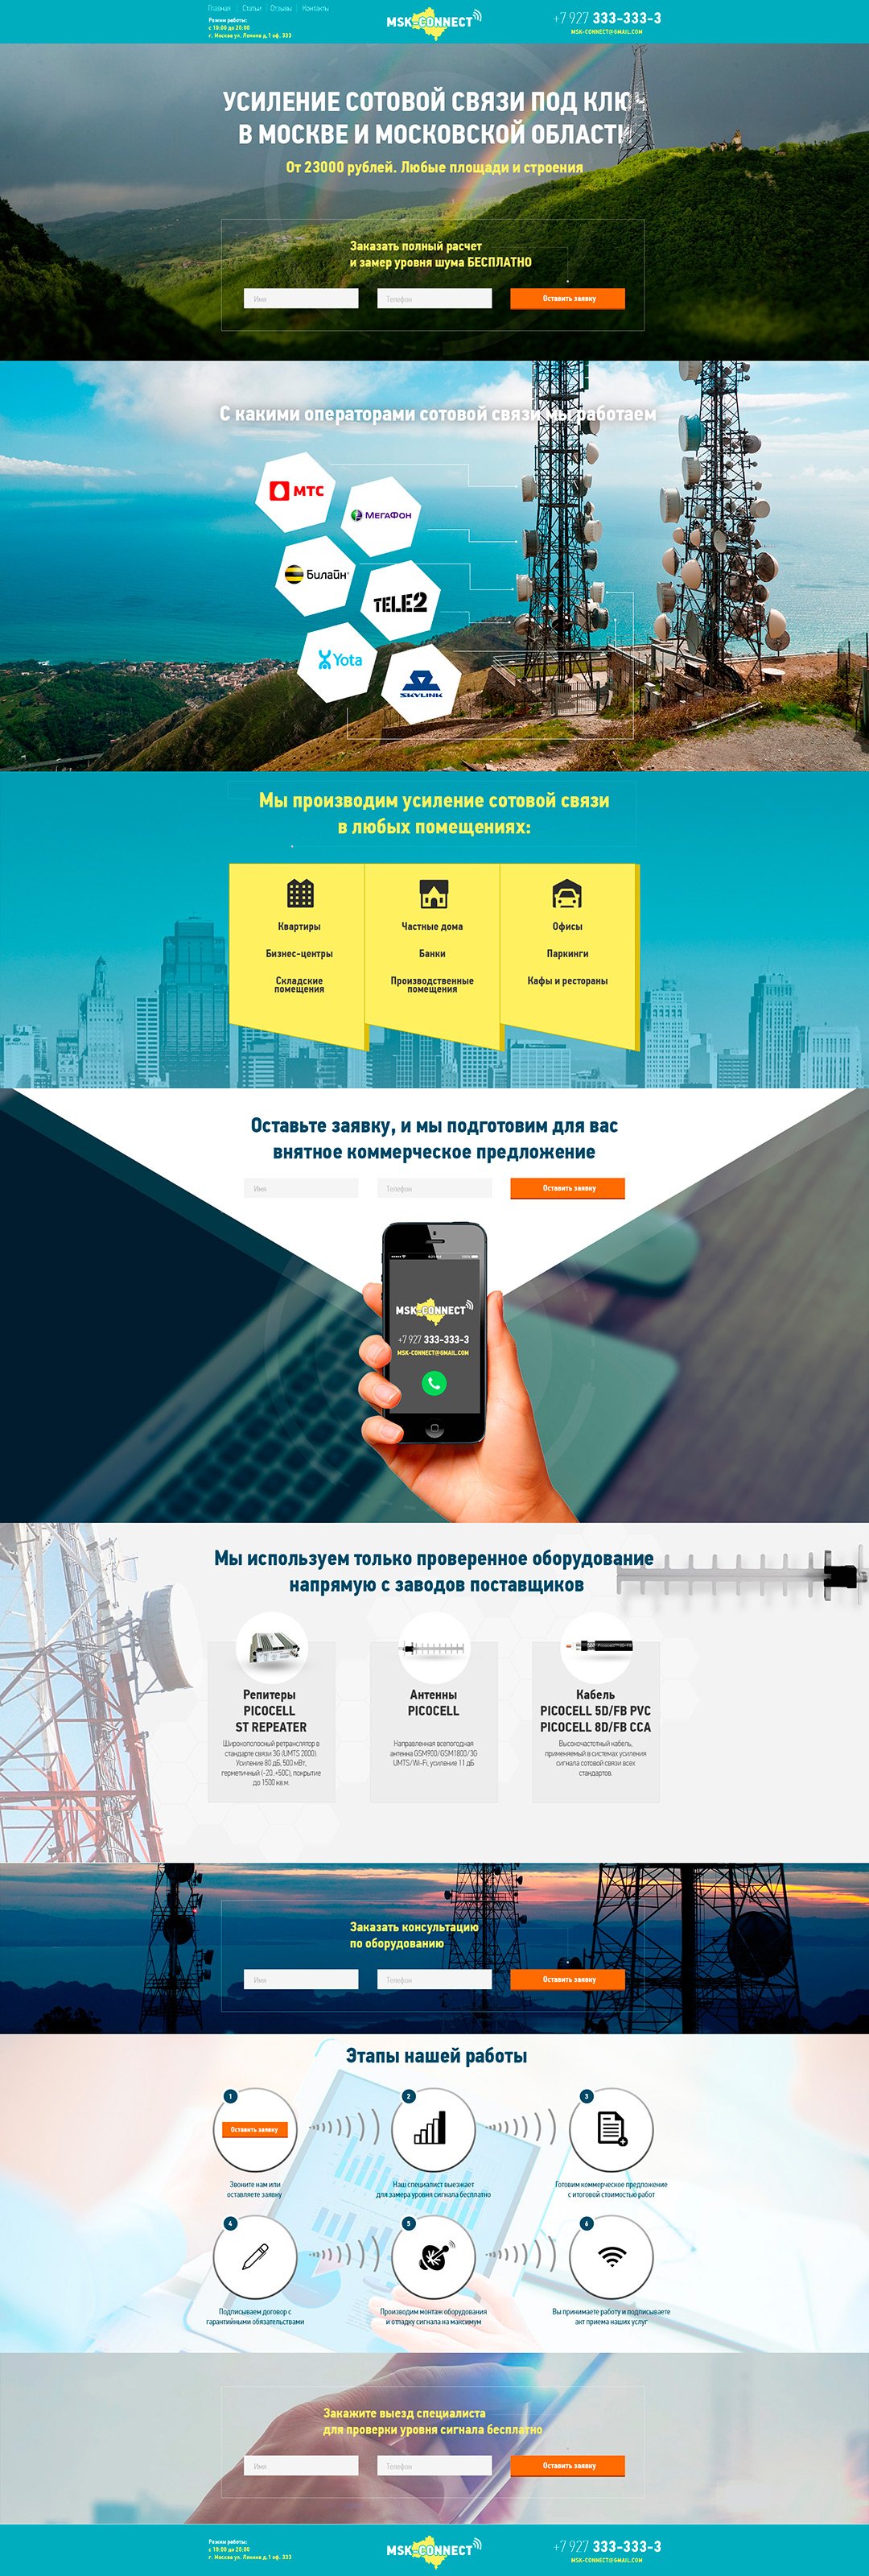 Главная Статьи Отзывы Контакты
Режим работы:
с 10:00 до 20:00
г. Москва ул. Ленина д.1 оф. 333
MSK-CONNECT
+7 927 333-333-3
MSK-CONNECT@GMAIL.COM
УСИЛЕНИЕ СОТОВОЙ СВЯЗИ ПОД КЛЮЧ
В МОСКВЕ И МОСКОВСКОЙ ОБЛАСТИ
От 23000 рублей. Любые площади и строения
Заказать полный расчет
и замер уровня шума БЕСПЛАТНО
Имя Телефон Оставить заявку
С какими операторами сотовой связи мы работаем
МТС
МЕГАФОН
Билайн
TELE2
Yota
SKYLINK
Мы производим усиление сотовой связи
в любых помещениях:
Квартиры Частные дома Офисы
Бизнес-центры Банки Паркинги
Складские Производственные Кафы и рестораны
помещения помещения
Оставьте заявку, и мы подготовим для вас
внятное коммерческое предложение
Имя Телефон Оставить заявку
MSK-CONNECT
+7 927 333-333-3
MSK-CONNECT@GMAIL.COM
Мы используем только проверенное оборудование
напрямую с заводов поставщиков
Репитеры
PICOCELL
ST REPEATER
Широкополосный ретранслятор в
стандарте связи 3G (UMTS 2000).
Усиление 80 дБ, 500 мВт,
герметичный (-20..+50С), покрытие
до 1500 кв.м.
Антенны
PICOCELL
Направленная всепогодная
антенна GSM900/GSM1800/3G
UMTS/Wi-Fi, усиление 11 дБ
Кабель
PICOCELL 5D/FB PVC
PICOCELL 8D/FB CCA
Высокочастотный кабель,
применяемый в системах усиления
сигнала сотовой связи всех
стандартов.
Заказать консультацию
по оборудованию
Имя Телефон Оставить заявку
Этапы нашей работы
1
Оставить заявку
Звоните нам или
оставляете заявку
2
Наш специалист выезжает
для замера уровня сигнала бесплатно
3
Готовим коммерческое предложение
с итоговой стоимостью работ
4
Подписываем договор с
гарантийными обязательствами
5
Производим монтаж оборудования
и отладку сигнала на максимум
6
Вы принимаете работу и подписываете
акт приема наших услуг
Закажите выезд специалиста
для проверки уровня сигнала бесплатно
Имя Телефон Оставить заявку
Режим работы:
с 10:00 до 20:00
г. Москва ул. Ленина д.1 оф. 333
MSK-CONNECT
+7 927 333-333-3
MSK-CONNECT@GMAIL.COM